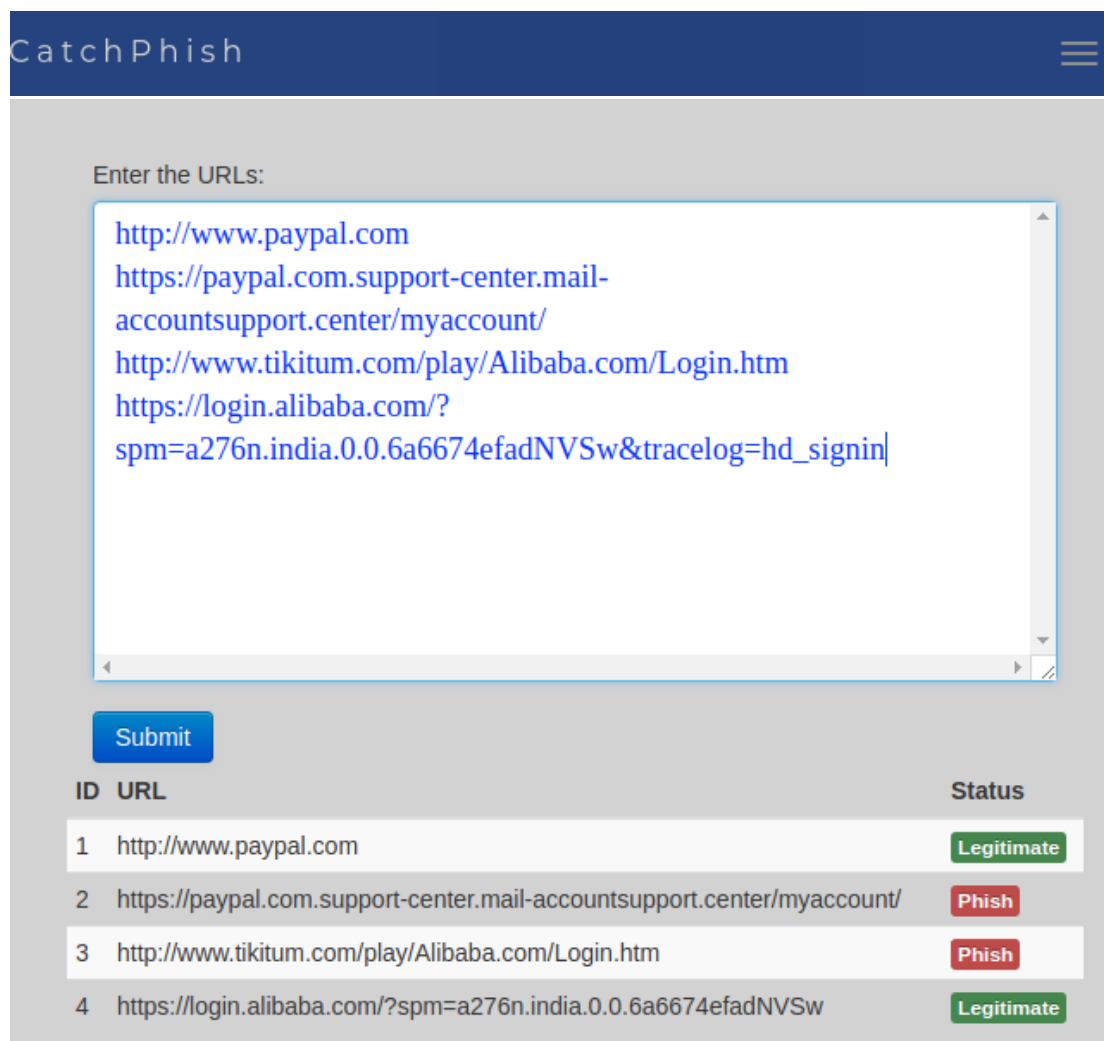 CatchPhish
Enter the URLs:
http://www.paypal.com
https://paypal.com.support-center.mail-
accountsupport.center/myaccount/
http://www.tikitum.com/play/Alibaba.com/Login.htm
https://login.alibaba.com/?
spm=a276n.india.0.0.6a6674efadNVSw&tracelog=hd_signin
Submit
ID URL Status
1 http://www.paypal.com Legitimate
2 https://paypal.com.support-center.mail-accountsupport.center/myaccount/ Phish
3 http://www.tikitum.com/play/Alibaba.com/Login.htm Phish
4 https://login.alibaba.com/?spm=a276n.india.0.0.6a6674efadNVSw Legitimate